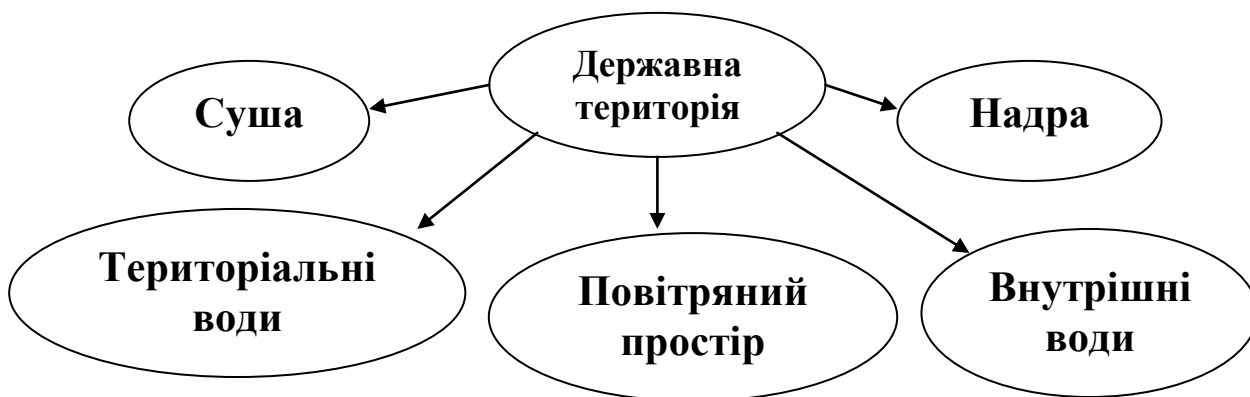 Державна
територія
Суша
Надра
Територіальні
води
Повітряний
простір
Внутрішні
води